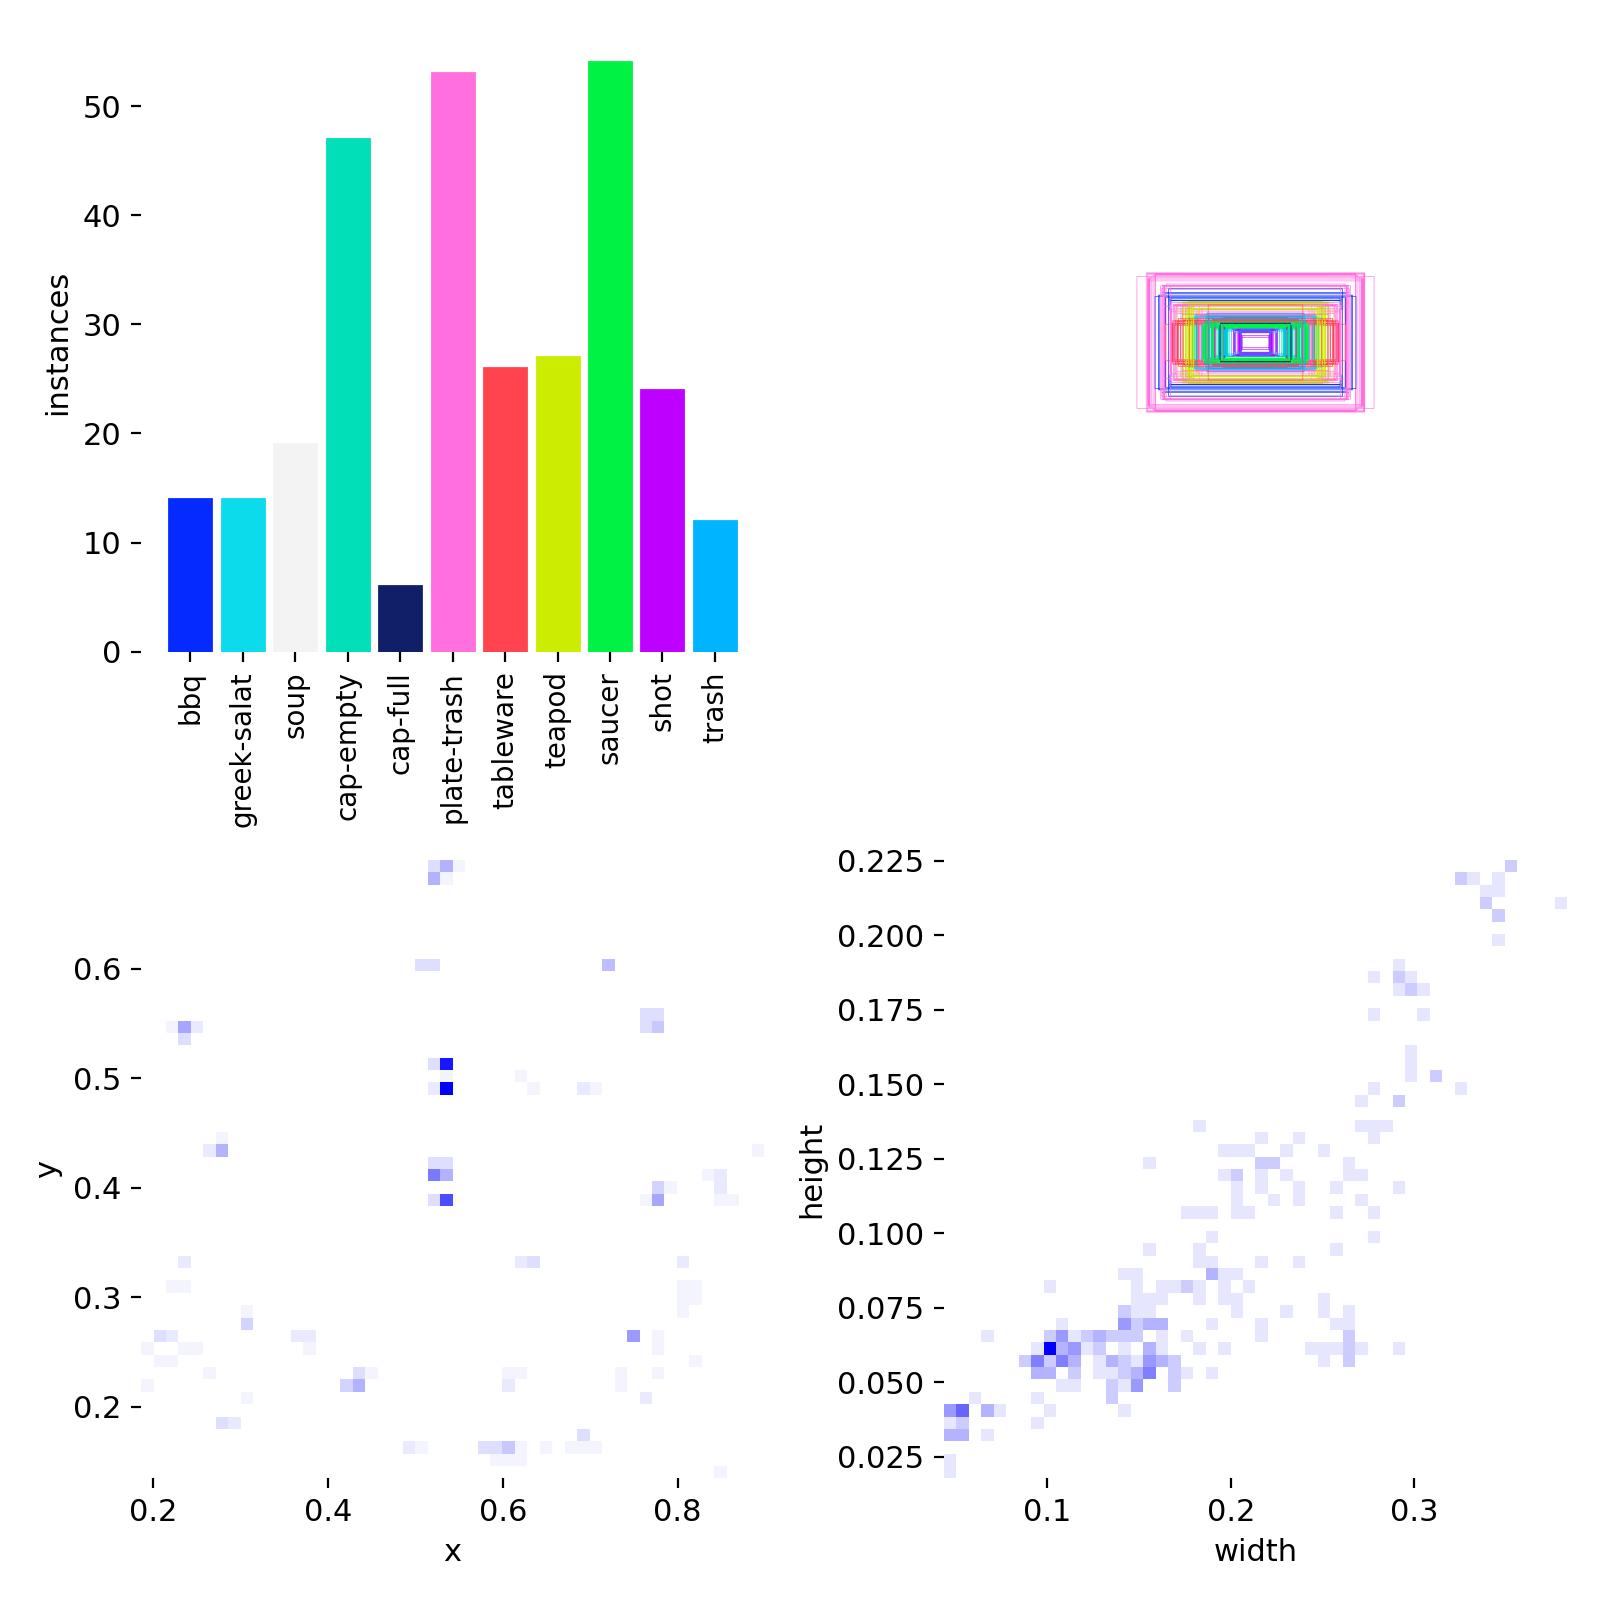 instances
50
40
30
20
10
0
bbq
greek-salat
soup
cap-empty
cap-full
plate-trash
tableware
teapod
saucer
shot
trash
y
0.6
0.5
0.4
0.3
0.2
0.2 0.4 0.6 0.8
x
height
0.225
0.200
0.175
0.150
0.125
0.100
0.075
0.050
0.025
0.1 0.2 0.3
width